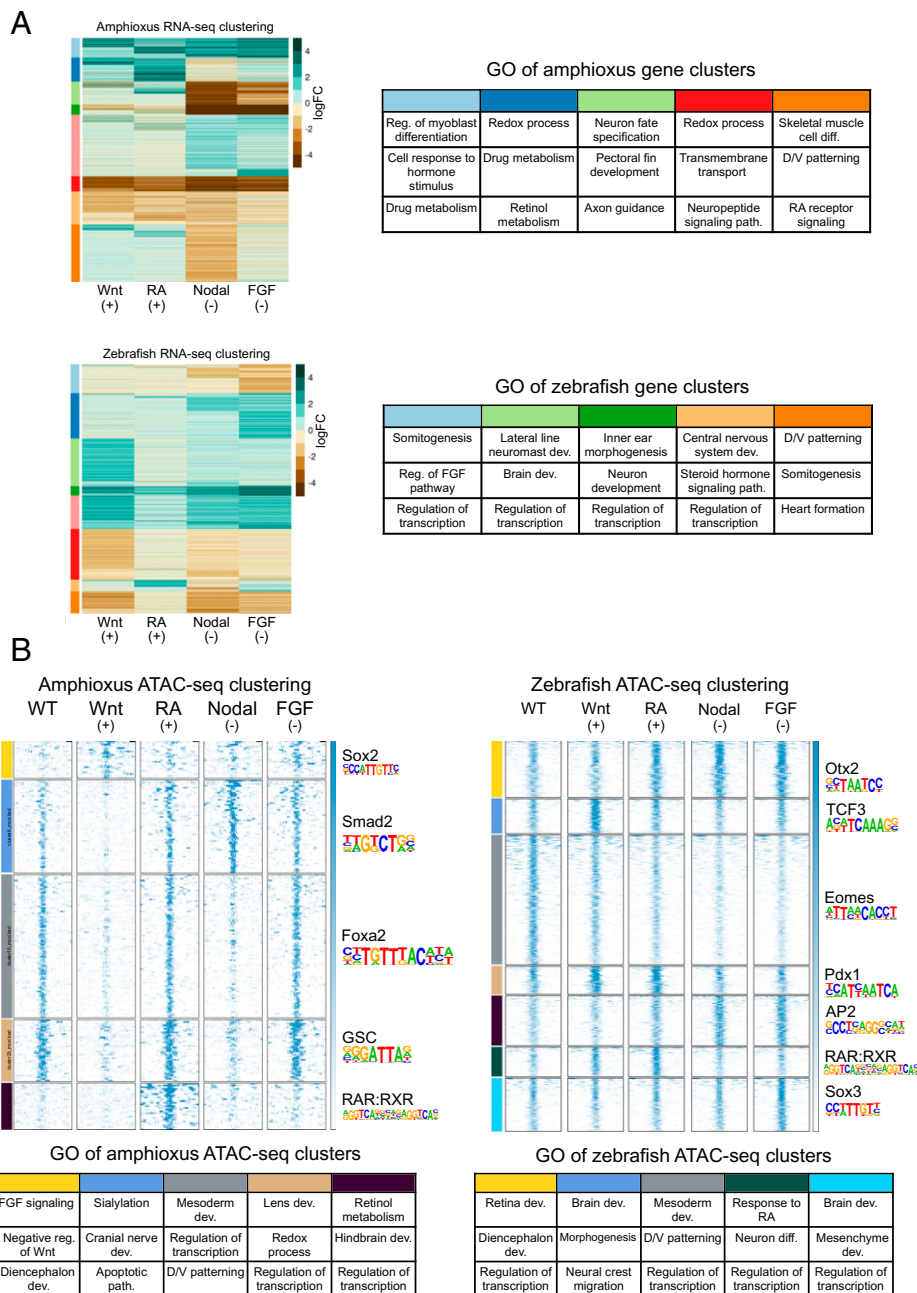 A
Amphioxus RNA-seq clustering
4
2
0
-2
-4
logFC
Wnt RA Nodal FGF
(+) (+) (-) (-)
GO of amphioxus gene clusters
Reg. of myoblast differentiation
Redox process
Neuron fate specification
Redox process
Skeletal muscle cell diff.
Cell response to hormone stimulus
Drug metabolism
Pectoral fin development
Transmembrane transport
D/V patterning
Drug metabolism
Retinol metabolism
Axon guidance
Neuropeptide signaling path.
RA receptor signaling
Zebrafish RNA-seq clustering
4
2
0
-2
-4
logFC
Wnt RA Nodal FGF
(+) (+) (-) (-)
GO of zebrafish gene clusters
Somitogenesis
Lateral line neuromast dev.
Inner ear morphogenesis
Central nervous system dev.
D/V patterning
Reg. of FGF pathway
Brain dev.
Neuron development
Steroid hormone signaling path.
Somitogenesis
Regulation of transcription
Regulation of transcription
Regulation of transcription
Regulation of transcription
Heart formation
B
Amphioxus ATAC-seq clustering
WT Wnt RA Nodal FGF
(+) (+) (-) (-)
Sox2
Smad2
Foxa2
GSC
RAR:RXR
Zebrafish ATAC-seq clustering
WT Wnt RA Nodal FGF
(+) (+) (-) (-)
Otx2
TCF3
Eomes
Pdx1
AP2
RAR:RXR
Sox3
GO of amphioxus ATAC-seq clusters
FGF signaling
Sialylation
Mesoderm dev.
Lens dev.
Retinol metabolism
Negative reg. of Wnt
Cranial nerve dev.
Regulation of transcription
Redox process
Hindbrain dev.
Diencephalon dev.
Apoptotic path.
D/V patterning
Regulation of transcription
Regulation of transcription
GO of zebrafish ATAC-seq clusters
Retina dev.
Brain dev.
Mesoderm dev.
Response to RA
Brain dev.
Diencephalon dev.
Morphogenesis
D/V patterning
Neuron diff.
Mesenchyme dev.
Regulation of transcription
Neural crest migration
Regulation of transcription
Regulation of transcription
Regulation of transcription